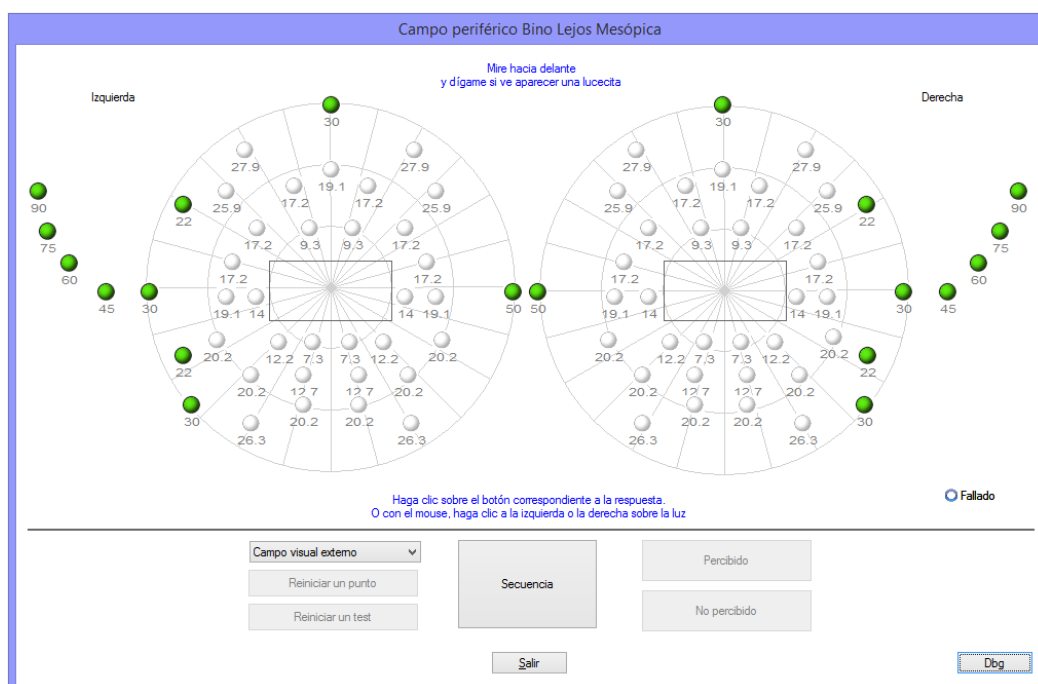 Campo periférico Bino Lejos Mesópica
Mire hacia delante
y dígame si ve aparecer una lucecita
Izquierda
Derecha
30
30
27.9 27.9
27.9 27.9
19.1
19.1
17.2 17.2
17.2 17.2
25.9 25.9
25.9 25.9
90
22
22
90
17.2 9.3 9.3 17.2
17.2 9.3 9.3 17.2
75
75
60
17.2 17.2
17.2 17.2
60
45
30
50
50
30
45
19.1 14 14 19.1
19.1 14 14 19.1
20.2 12.2 7.3 7.3 12.2 20.2
20.2 12.2 7.3 7.3 12.2 20.2
22
22
20.2 12.7 12.7 20.2
20.2 12.7 12.7 20.2
30
20.2 20.2
20.2 20.2
30
26.3 26.3
26.3 26.3
Haga clic sobre el botón correspondiente a la respuesta.
O con el mouse, haga clic a la izquierda o la derecha sobre la luz
Fallado
Campo visual externo
Reiniciar un punto
Reiniciar un test
Secuencia
Percibido
No percibido
Salir
Dbg